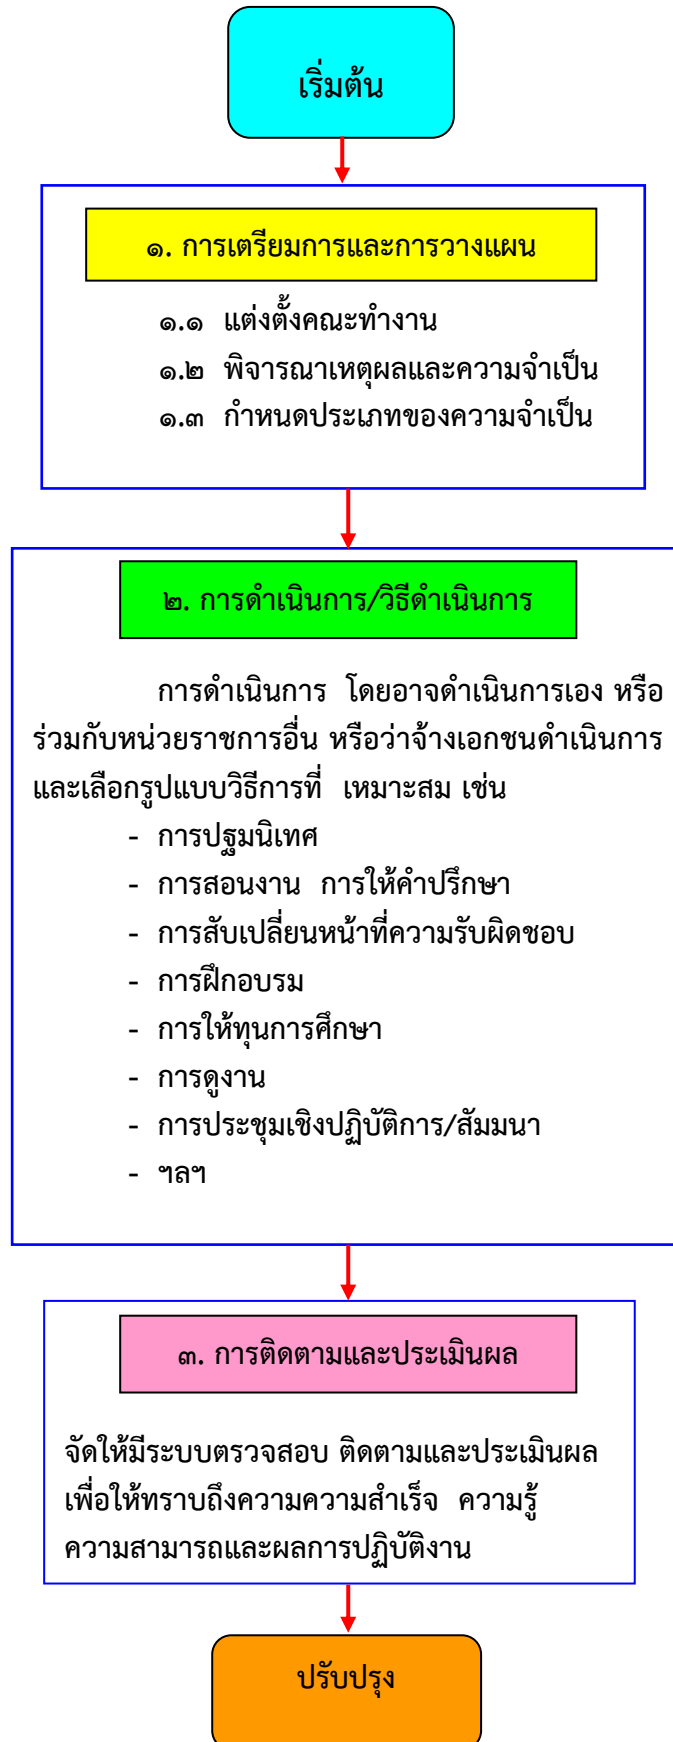 เริ่มต้น
๑. การเตรียมการและการวางแผน
๑.๑ แต่งตั้งคณะทำงาน
๑.๒ พิจารณาเหตุผลและความจำเป็น
๑.๓ กำหนดประเภทของความจำเป็น
๒. การดำเนินการ/วิธีดำเนินการ
การดำเนินการ โดยอาจดำเนินการเอง หรือ
ร่วมกับหน่วยราชการอื่น หรือว่าจ้างเอกชนดำเนินการ
และเลือกรูปแบบวิธีการที่ เหมาะสม เช่น
- การปฐมนิเทศ
- การสอนงาน การให้คำปรึกษา
- การสับเปลี่ยนหน้าที่ความรับผิดชอบ
- การฝึกอบรม
- การให้ทุนการศึกษา
- การดูงาน
- การประชุมเชิงปฏิบัติการ/สัมมนา
- ฯลฯ
๓. การติดตามและประเมินผล
จัดให้มีระบบตรวจสอบ ติดตามและประเมินผล
เพื่อให้ทราบถึงความความสำเร็จ ความรู้
ความสามารถและผลการปฏิบัติงาน
ปรับปรุง